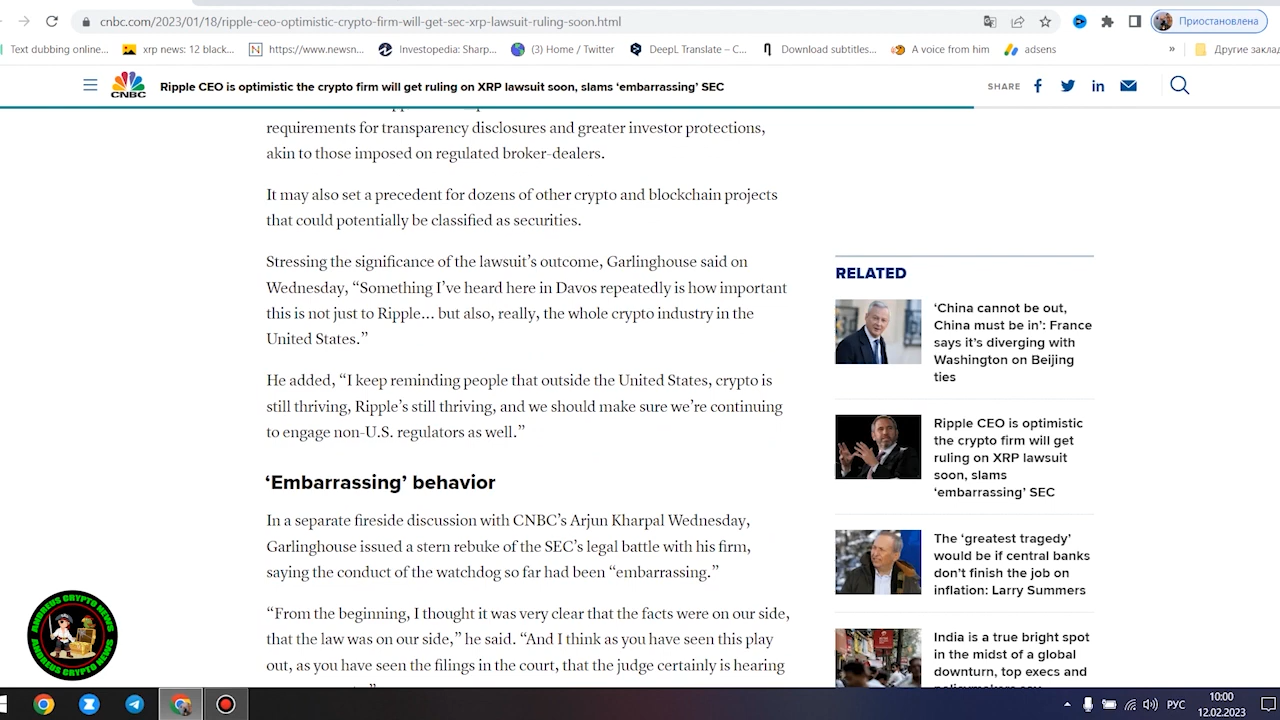 cnbc.com/2023/01/18/ripple-ceo-optimistic-crypto-firm-will-get-sec-xrp-lawsuit-ruling-soon.html
Приостановлена
Text dubbing online...
xrp news: 12 black...
https://www.newsn...
Investopedia: Sharp...
(3) Home / Twitter
DeepL Translate – C...
Download subtitles...
A voice from him
adsens
»
Другие закла
CNBC
Ripple CEO is optimistic the crypto firm will get ruling on XRP lawsuit soon, slams ‘embarrassing’ SEC
SHARE
requirements for transparency disclosures and greater investor protections,
akin to those imposed on regulated broker-dealers.
It may also set a precedent for dozens of other crypto and blockchain projects
that could potentially be classified as securities.
Stressing the significance of the lawsuit’s outcome, Garlinghouse said on
Wednesday, “Something I’ve heard here in Davos repeatedly is how important
this is not just to Ripple… but also, really, the whole crypto industry in the
United States.”
He added, “I keep reminding people that outside the United States, crypto is
still thriving, Ripple’s still thriving, and we should make sure we’re continuing
to engage non-U.S. regulators as well.”
‘Embarrassing’ behavior
In a separate fireside discussion with CNBC’s Arjun Kharpal Wednesday,
Garlinghouse issued a stern rebuke of the SEC’s legal battle with his firm,
saying the conduct of the watchdog so far had been “embarrassing.”
“From the beginning, I thought it was very clear that the facts were on our side,
that the law was on our side,” he said. “And I think as you have seen this play
out, as you have seen the filings in the court, that the judge certainly is hearing
RELATED
‘China cannot be out,
China must be in’: France
says it’s diverging with
Washington on Beijing
ties
Ripple CEO is optimistic
the crypto firm will get
ruling on XRP lawsuit
soon, slams
‘embarrassing’ SEC
The ‘greatest tragedy’
would be if central banks
don’t finish the job on
inflation: Larry Summers
India is a true bright spot
in the midst of a global
downturn, top execs and
ANDREUS CRYPTO NEWS
ANDREUS CRYPTO NEWS
РУС
10:00
12.02.2023